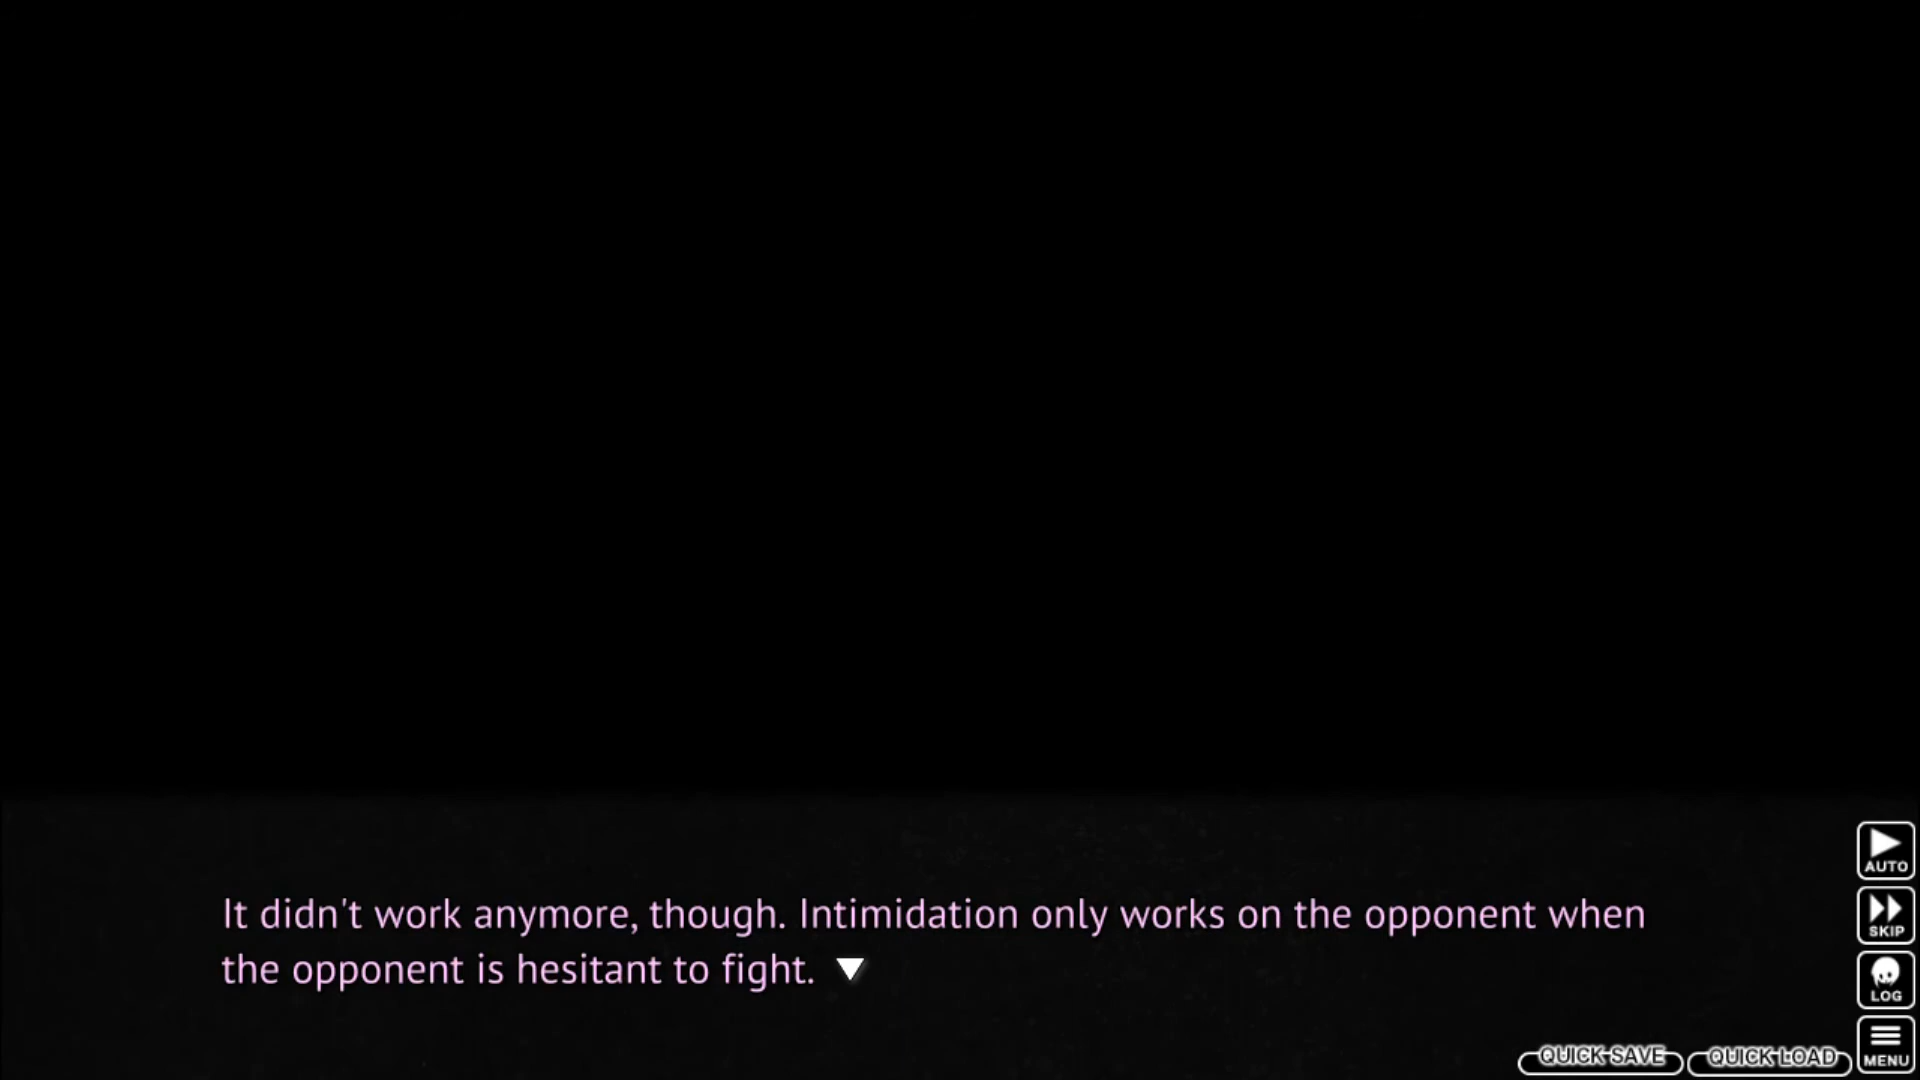 It didn't work anymore, though. Intimidation only works on the opponent when
the opponent is hesitant to fight.
AUTO
SKIP
LOG
MENU
QUICK SAVE
QUICK LOAD